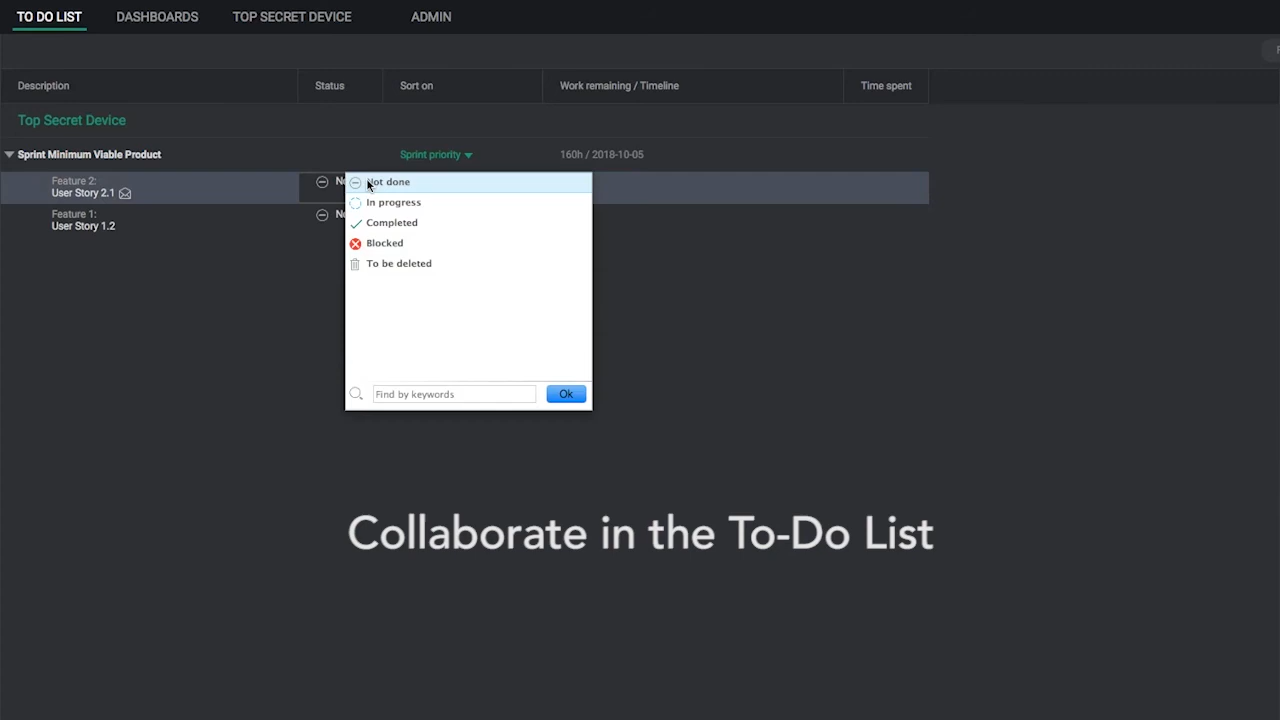 TO DO LIST DASHBOARDS TOP SECRET DEVICE ADMIN
Description Status Sort on Work remaining / Timeline Time spent
Top Secret Device
Sprint Minimum Viable Product Sprint priority 160h / 2018-10-05
Feature 2:
User Story 2.1
Feature 1:
User Story 1.2
Not done
In progress
Completed
Blocked
To be deleted
Find by keywords Ok
Collaborate in the To-Do List